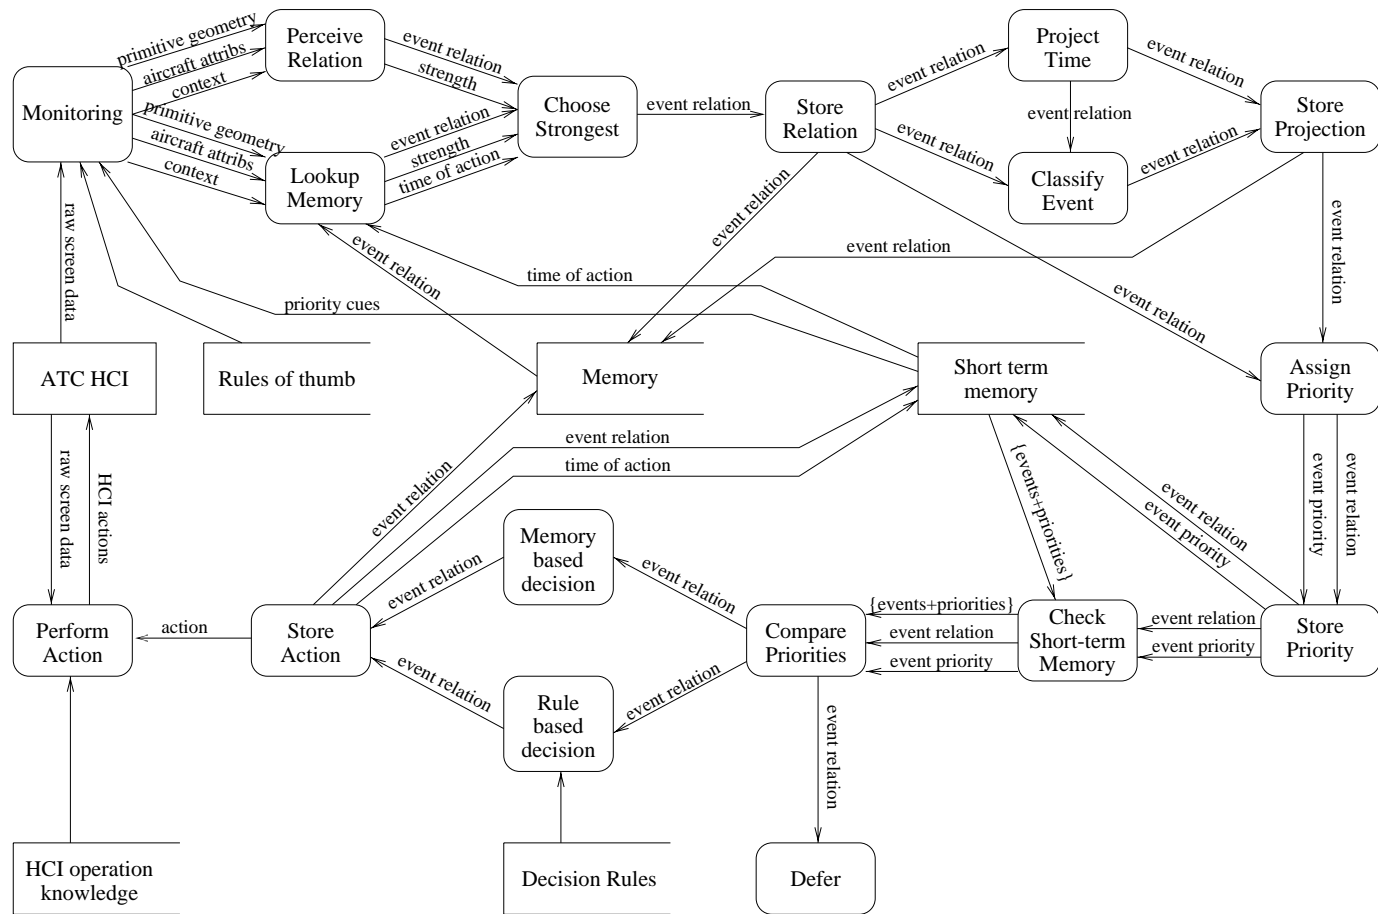 primitive geometry
aircraft attribs
context
Perceive
Relation
event relation
strength
Project
Time
event relation
event relation
Monitoring
primitive geometry
aircraft attribs
context
event relation
strength
time of action
Choose
Strongest
event relation
Store
Relation
event relation
event relation
Store
Projection
Lookup
Memory
Classify
Event
event relation
raw screen data
event relation
event relation
event relation
event relation
time of action
priority cues
event relation
ATC HCI
Rules of thumb
Memory
Short term
memory
Assign
Priority
raw screen data
HCI actions
event relation
event relation
time of action
{events+priorities}
event relation
event priority
event priority
event relation
Memory
based
decision
event relation
event relation
Perform
Action
action
Store
Action
Compare
Priorities
{events+priorities}
event relation
event priority
Check
Short-term
Memory
event relation
event priority
Store
Priority
event relation
event relation
Rule
based
decision
event relation
HCI operation
knowledge
Decision Rules
Defer